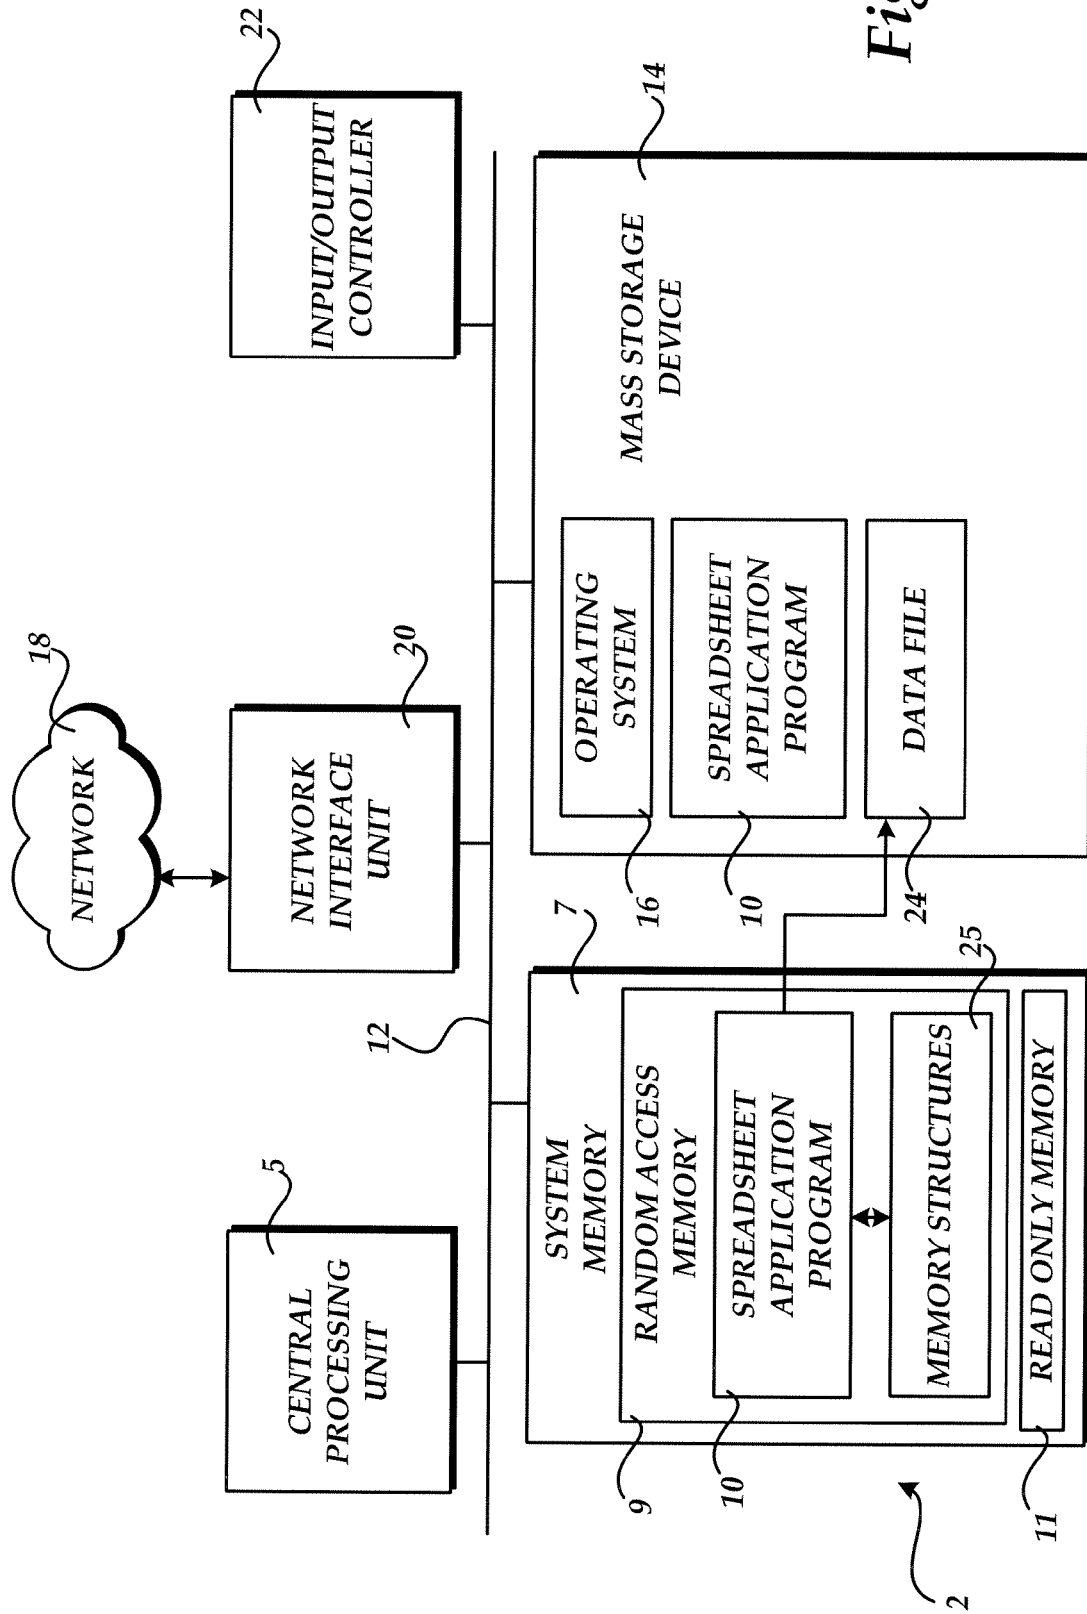 18
NETWORK
5
CENTRAL
PROCESSING
UNIT
NETWORK
INTERFACE
UNIT
20
22
INPUT/OUTPUT
CONTROLLER
12
7
SYSTEM
MEMORY
RANDOM ACCESS
MEMORY
9
SPREADSHEET
APPLICATION
PROGRAM
10
MEMORY STRUCTURES
25
READ ONLY MEMORY
11
14
MASS STORAGE
DEVICE
OPERATING
SYSTEM
16
SPREADSHEET
APPLICATION
PROGRAM
10
DATA FILE
24
2